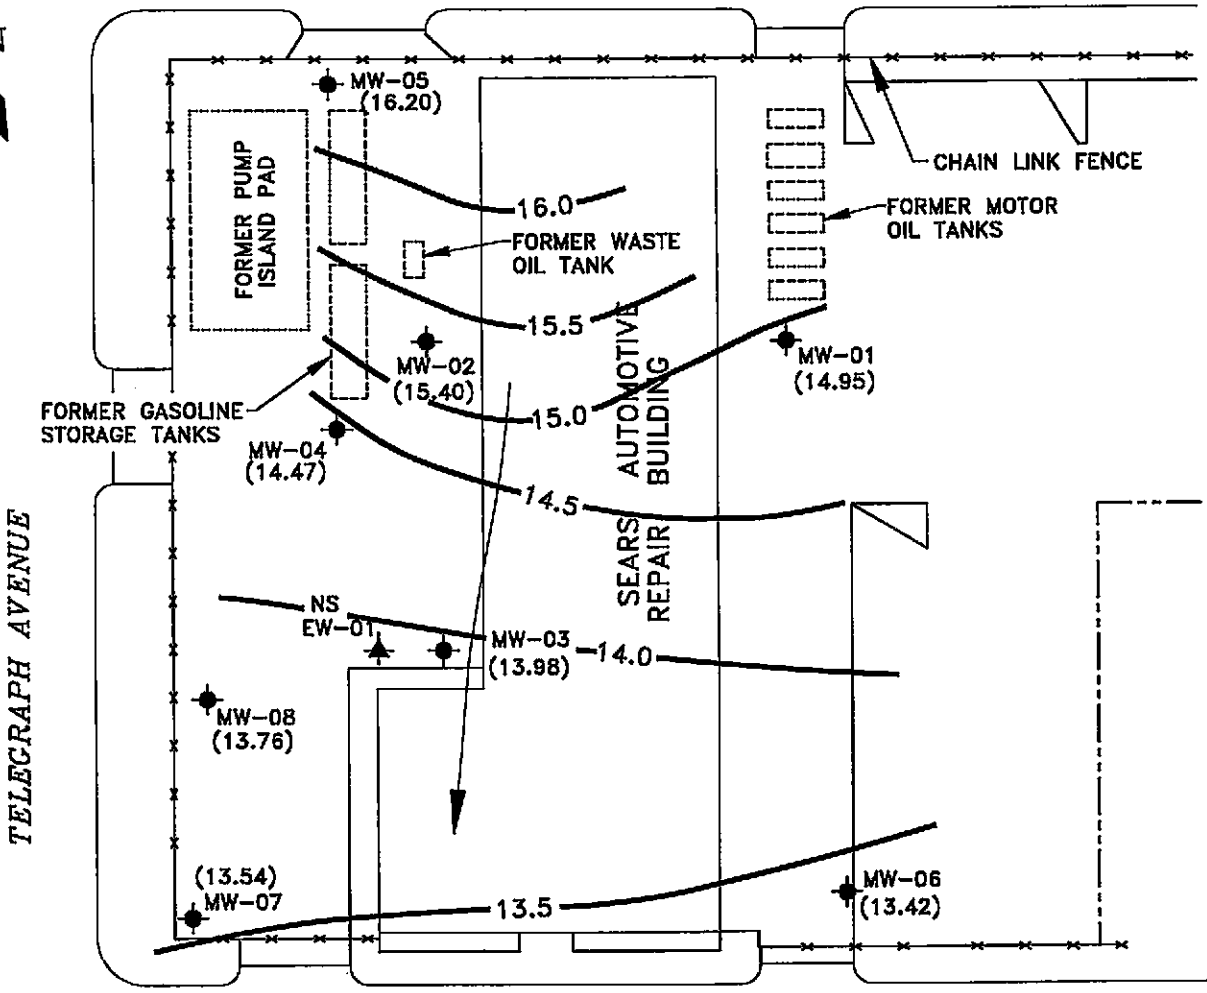 MW-05
(16.20)
FORMER PUMP
ISLAND PAD
CHAIN LINK FENCE
16.0
FORMER MOTOR
OIL TANKS
FORMER WASTE
OIL TANK
15.5
MW-02
(15.40)
MW-01
(14.95)
FORMER GASOLINE
STORAGE TANKS
15.0
MW-04
(14.47)
14.5
SEARS AUTOMOTIVE
REPAIR BUILDING
TELEGRAPH AVENUE
NS
EW-01
MW-03
(13.98)
14.0
MW-08
(13.76)
(13.54)
MW-07
13.5
MW-06
(13.42)